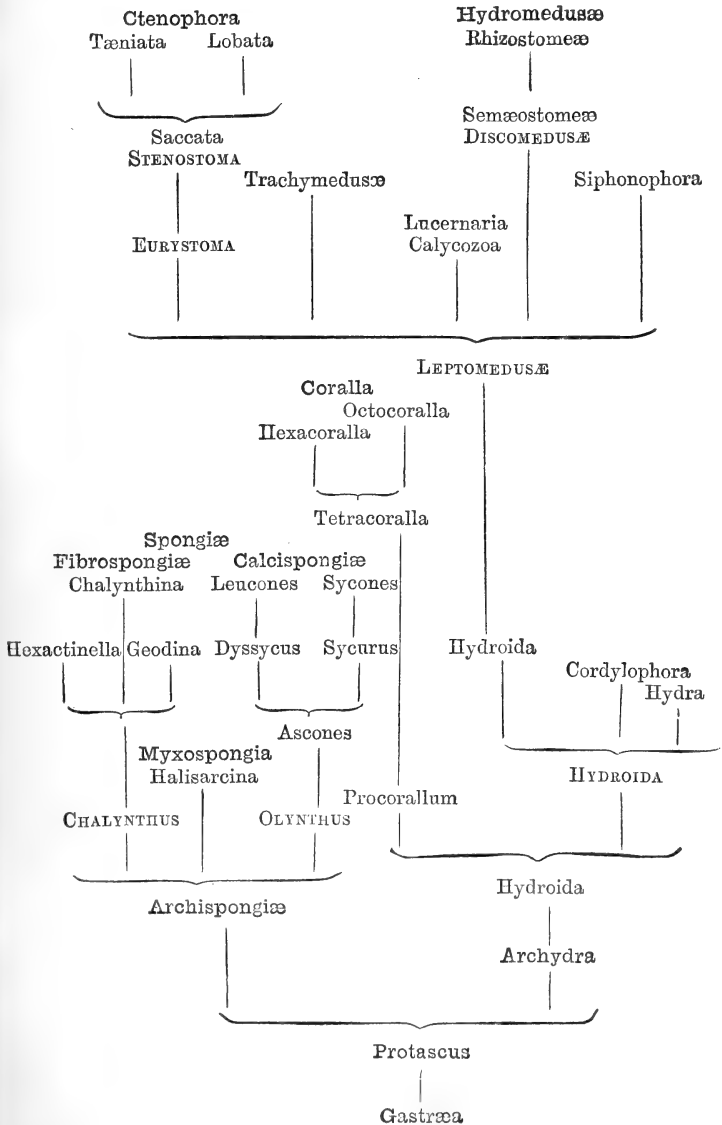 Ctenophora
Tæniata Lobata
Hydromedusæ
Rhizostomeæ
Semæostomeæ
DISCOMEDUSÆ
Saccata
STENOSTOMA
Trachymedusæ
Siphonophora
Lucernaria
Calycozoa
EURYSTOMA
LEPTOMEDUSÆ
Coralla
Octocoralla
Hexacoralla
Tetracoralla
Spongiæ
Fibrospongiæ Calcispongiæ
Chalynthina Leucones Sycones
Hexactinella Geodina Dyssycus Sycurus Hydroida
Cordylophora
Hydra
Ascones
Myxospongia
Halisarcina
HYDROIDA
Procorallum
CHALYNTHUS OLYNTHUS
Hydroida
Archispongiæ
Archydra
Protascus
Gastræa